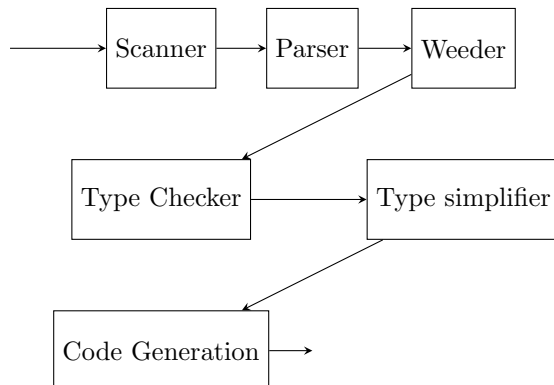 Scanner
Parser
Weeder
Type Checker
Type simplifier
Code Generation